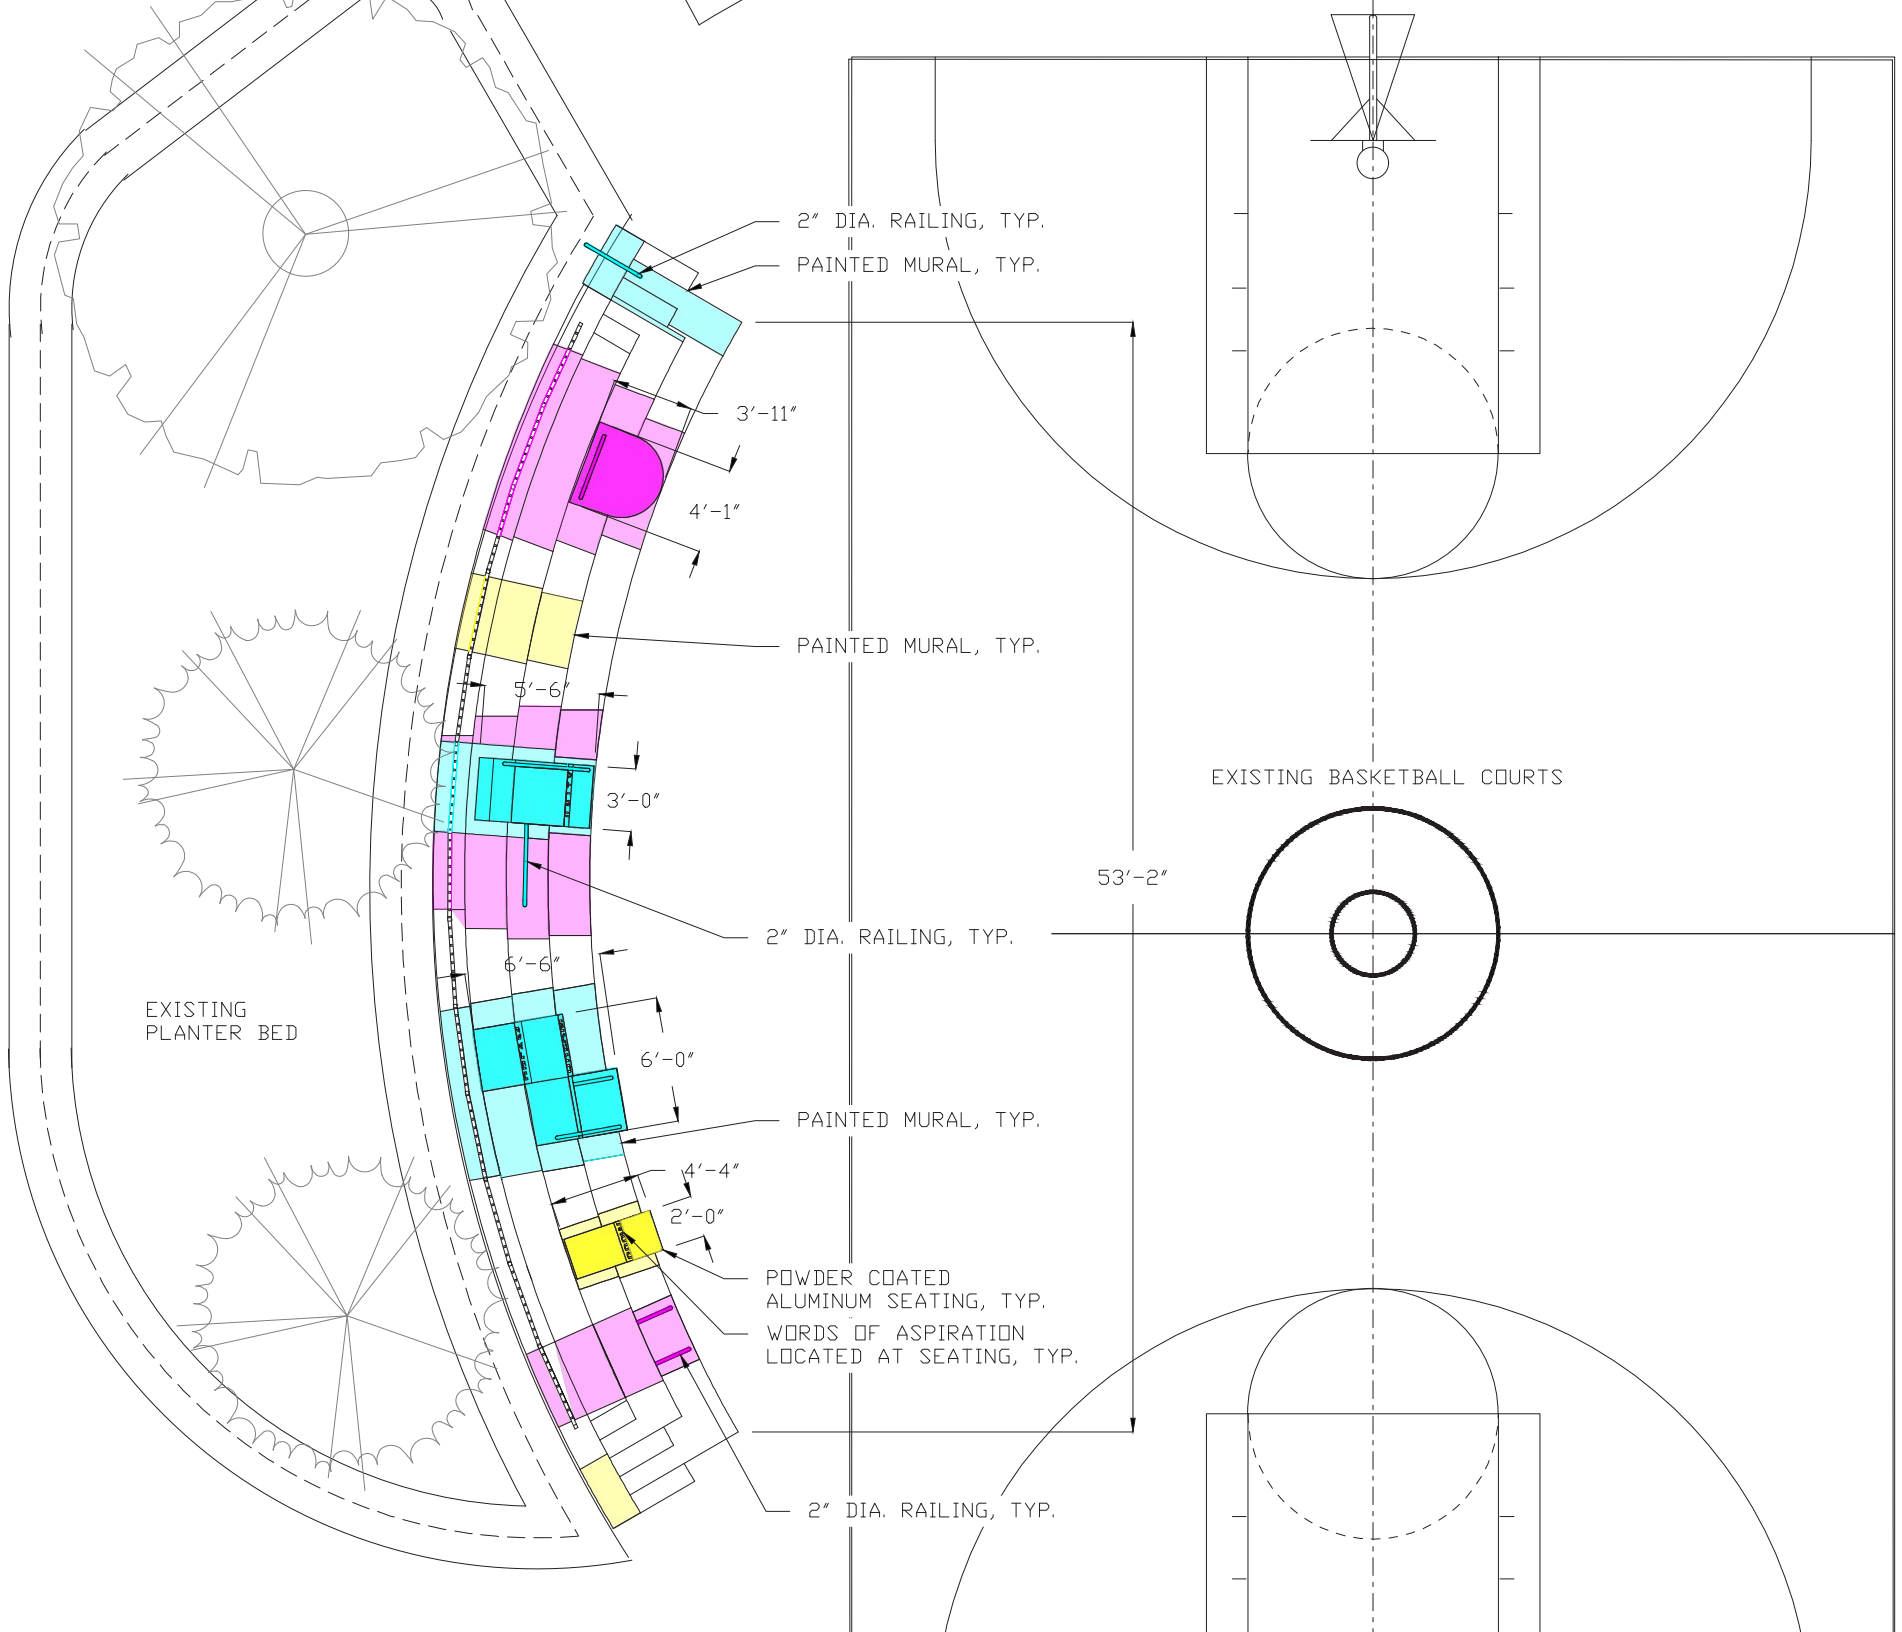 2" DIA. RAILING, TYP.
PAINTED MURAL, TYP.
3'-11"
4'-1"
PAINTED MURAL, TYP.
5'-6"
EXISTING BASKETBALL COURTS
3'-0"
53'-2"
2" DIA. RAILING, TYP.
6'-6"
EXISTING
PLANTER BED
6'-0"
PAINTED MURAL, TYP.
4'-4"
2'-0"
POWDER COATED
ALUMINUM SEATING, TYP.
WORDS OF ASPIRATION
LOCATED AT SEATING, TYP.
2" DIA. RAILING, TYP.